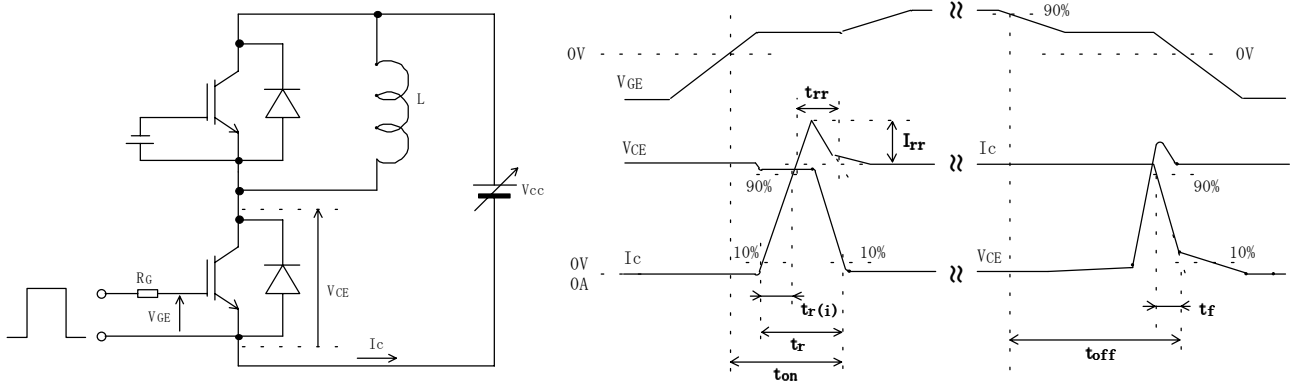 L
Vcc
RG
VGE
VCE
Ic
0V
VGE
90%
0V
trr
Irr
VCE
90%
Ic
90%
10%
10%
Ic
0V
0A
VCE
10%
tr(i)
tr
ton
tf
toff